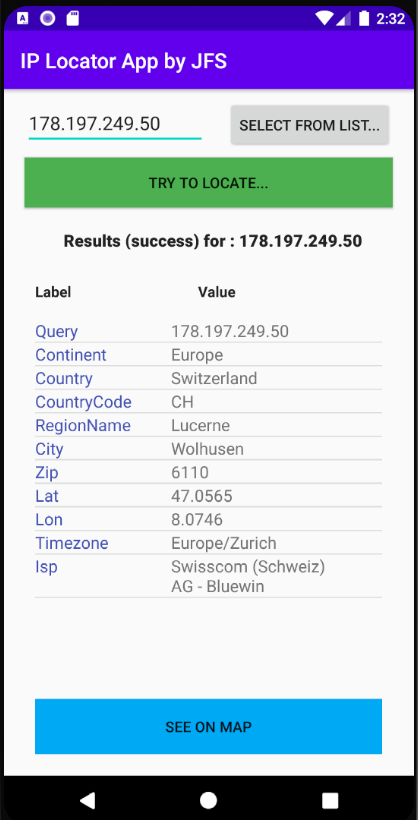 2:32
IP Locator App by JFS
178.197.249.50 SELECT FROM LIST...
TRY TO LOCATE...
Results (success) for : 178.197.249.50
Label Value
Query 178.197.249.50
Continent Europe
Country Switzerland
CountryCode CH
RegionName Lucerne
City Wolhusen
Zip 6110
Lat 47.0565
Lon 8.0746
Timezone Europe/Zurich
Isp Swisscom (Schweiz)
AG - Bluewin
SEE ON MAP